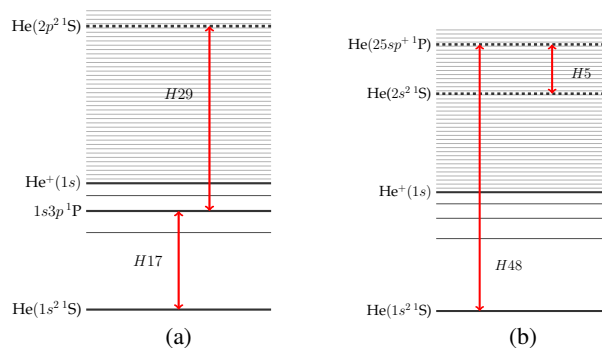 He(2p² ¹S)
H29
He⁺(1s)
1s3p ¹P
H17
He(1s² ¹S)
(a)
He(25sp⁺ ¹P)
H5
He(2s² ¹S)
He⁺(1s)
H48
He(1s² ¹S)
(b)